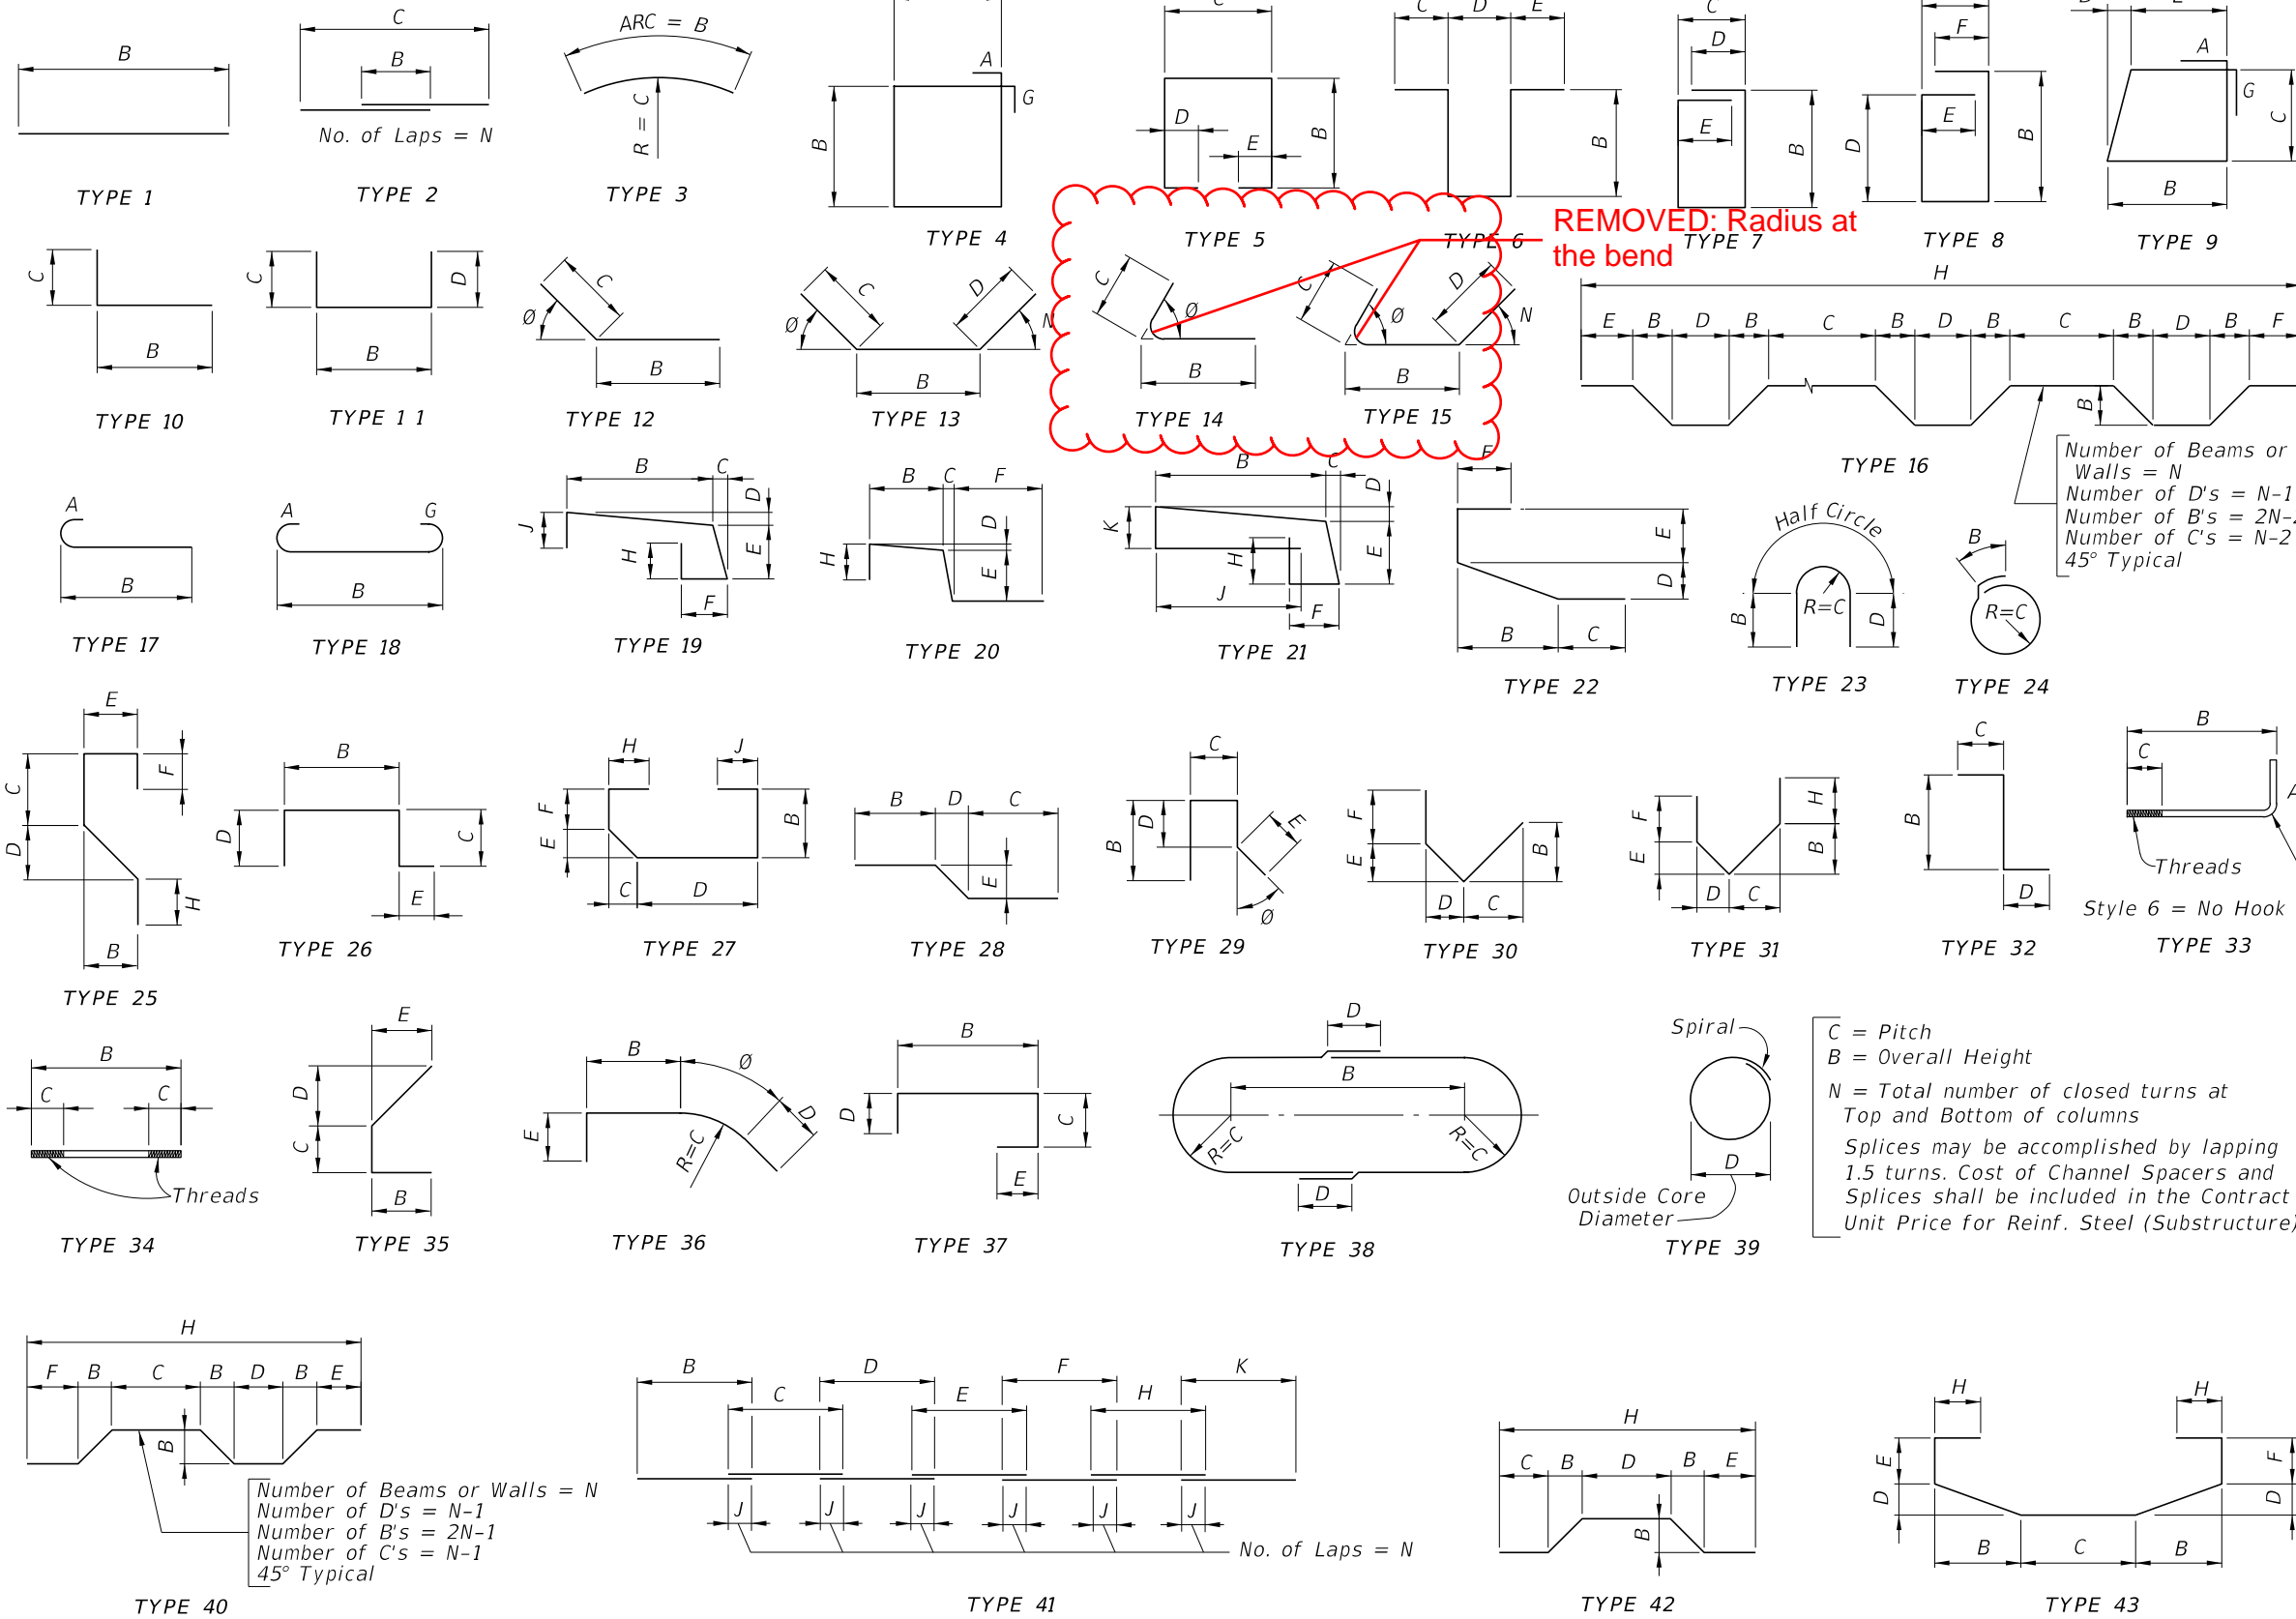 B
C
B
No. of Laps = N
ARC = B
R = C
A
G
B
C
D
E
B
C
D
E
B
C
D
E
B
F
E
D
B
A
G
C
B
TYPE 1
TYPE 2
TYPE 3
TYPE 4
TYPE 5
TYPE 6
TYPE 7
TYPE 8
TYPE 9
REMOVED: Radius at
the bend
C
B
C
D
B
Ø
C
B
Ø
C
D
N
B
C
Ø
B
C
Ø
D
N
B
H
E B D B C B D B C B D B F
B
TYPE 10
TYPE 1 1
TYPE 12
TYPE 13
TYPE 14
TYPE 15
TYPE 16
Number of Beams or
Walls = N
Number of D's = N-1
Number of B's = 2N-2
Number of C's = N-2
45° Typical
A
B
A
G
B
B
C
D
J
H
E
F
B
C
F
D
H
E
B
C
D
K
H
E
J
F
F
E
D
B
C
Half Circle
R=C
B
D
B
R=C
TYPE 17
TYPE 18
TYPE 19
TYPE 20
TYPE 21
TYPE 22
TYPE 23
TYPE 24
E
C
F
D
H
B
B
D
C
E
H
J
F
E
B
C
D
B
D
C
E
C
B
D
E
Ø
F
E
B
D
C
F
E
H
B
D
C
C
B
D
B
C
A
Threads
Style 6 = No Hook
TYPE 25
TYPE 26
TYPE 27
TYPE 28
TYPE 29
TYPE 30
TYPE 31
TYPE 32
TYPE 33
B
C
C
Threads
E
D
C
B
B
Ø
D
E
R=C
B
D
C
E
D
B
R=C
R=C
D
Spiral
D
Outside Core
Diameter
C = Pitch
B = Overall Height
N = Total number of closed turns at
Top and Bottom of columns
Splices may be accomplished by lapping
1.5 turns. Cost of Channel Spacers and
Splices shall be included in the Contract
Unit Price for Reinf. Steel (Substructure)
TYPE 34
TYPE 35
TYPE 36
TYPE 37
TYPE 38
TYPE 39
H
F B C B D B E
B
Number of Beams or Walls = N
Number of D's = N-1
Number of B's = 2N-1
Number of C's = N-1
45° Typical
B
D
F
K
C
E
H
J J J J J J
No. of Laps = N
H
C B D B E
B
H
H
E
F
D
D
B
C
B
TYPE 40
TYPE 41
TYPE 42
TYPE 43